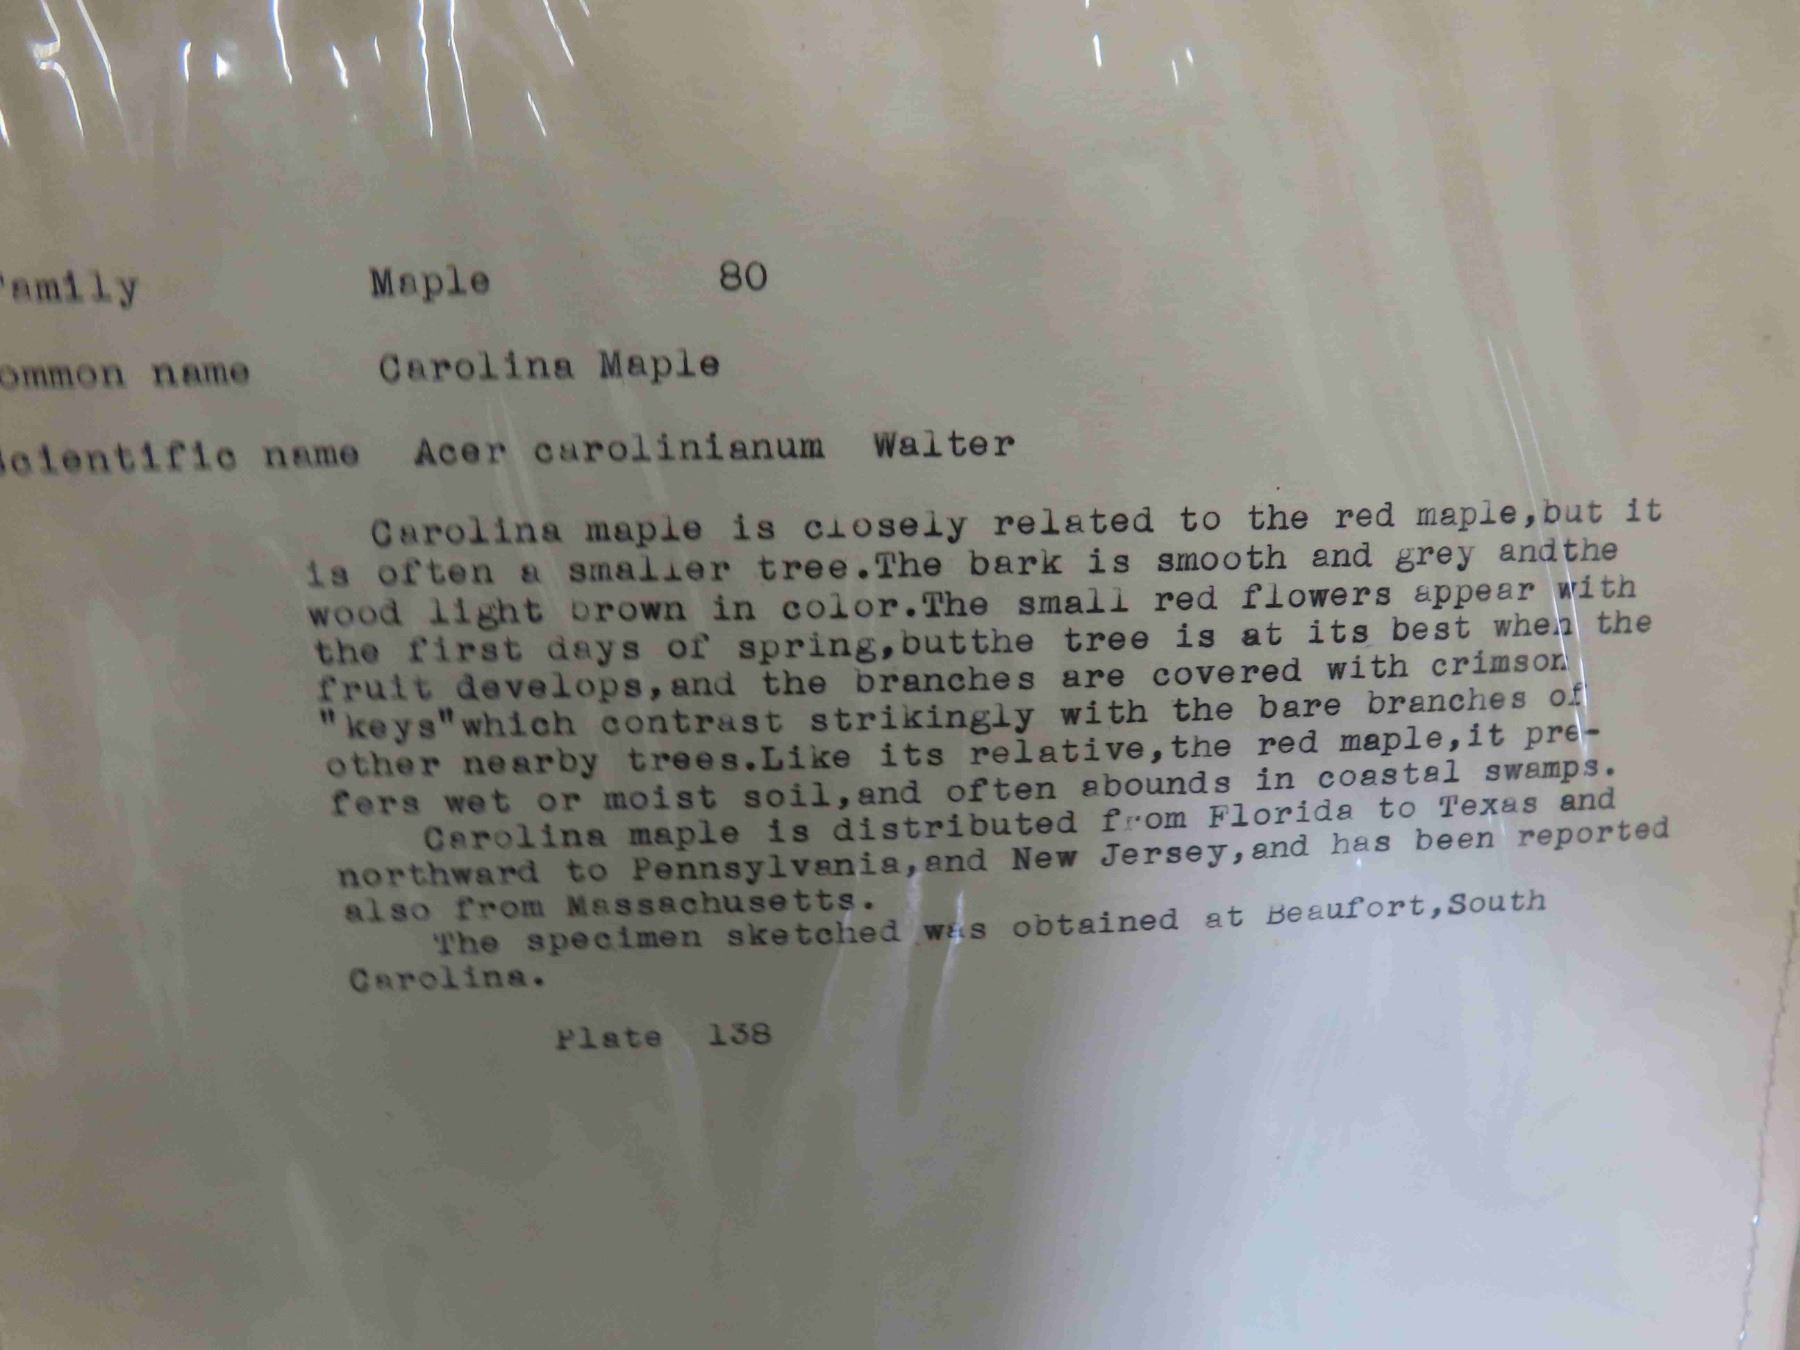 Family Maple 80
ommon name Carolina Maple
Scientific name Acer carolinianum Walter
Carolina maple is closely related to the red maple,but it
is often a smaller tree.The bark is smooth and grey andthe
wood light brown in color.The small red flowers appear with
the first days of spring,butthe tree is at its best when the
fruit develops,and the branches are covered with crimson
"keys"which contrast strikingly with the bare branches of
other nearby trees.Like its relative,the red maple,it pre-
fers wet or moist soil,and often abounds in coastal swamps.
Carolina maple is distributed from Florida to Texas and
northward to Pennsylvania,and New Jersey,and has been reported
also from Massachusetts.
The specimen sketched was obtained at Beaufort,South
Carolina.
Plate 138